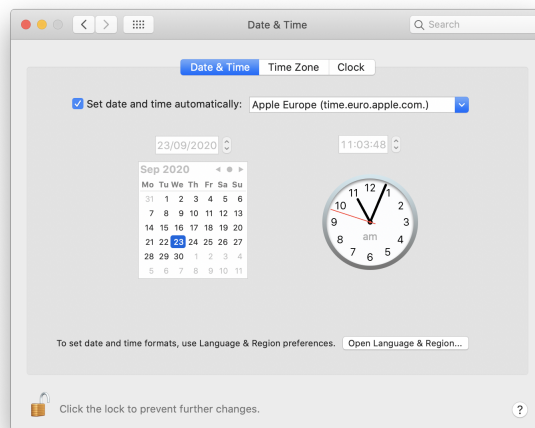 Date & Time
Search
Date & Time Time Zone Clock
Set date and time automatically: Apple Europe (time.euro.apple.com.)
23/09/2020
11:03:48
Sep 2020
Mo Tu We Th Fr Sa Su
31 1 2 3 4 5 6
7 8 9 10 11 12 13
14 15 16 17 18 19 20
21 22 23 24 25 26 27
28 29 30 1 2 3 4
5 6 7 8 9 10 11
12
1
2
3
4
5
6
7
8
9
10
11
am
To set date and time formats, use Language & Region preferences. Open Language & Region...
Click the lock to prevent further changes.
?